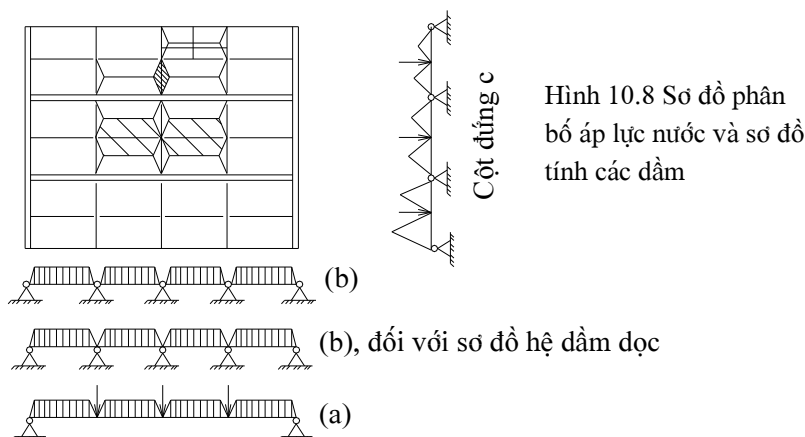 Cột đứng c
Hình 10.8 Sơ đồ phân
bố áp lực nước và sơ đồ
tính các dầm
(b)
(b), đối với sơ đồ hệ dầm dọc
(a)